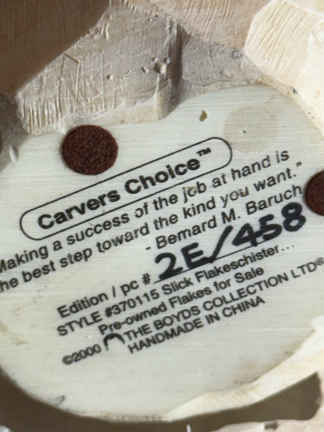 Carvers Choice™
"Making a success of the job at hand is
the best step toward the kind you want."
- Bernard M. Baruch
Edition / pc # 2E/458
STYLE #370115 Slick Flakeschister...
Pre-owned Flakes for Sale
©2000 THE BOYDS COLLECTION LTD®
HANDMADE IN CHINA